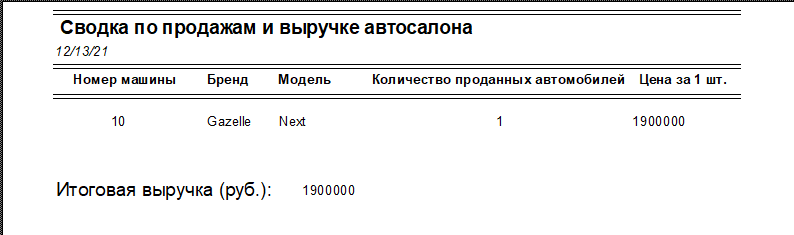 Сводка по продажам и выручке автосалона
12/13/21
Номер машины Бренд Модель Количество проданных автомобилей Цена за 1 шт.
10 Gazelle Next 1 1900000
Итоговая выручка (руб.): 1900000